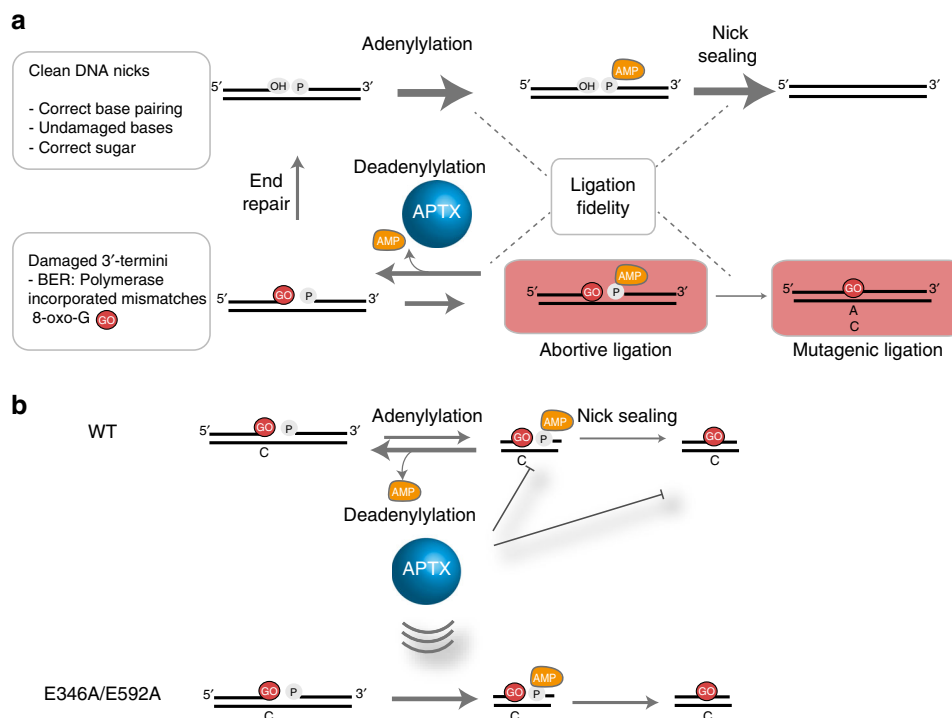 a
Clean DNA nicks
- Correct base pairing
- Undamaged bases
- Correct sugar
5′ OH P 3′
Adenylylation
5′ OH P AMP 3′
Nick
sealing
5′ 3′
End
repair
Deadenylylation
APTX
AMP
Ligation
fidelity
Damaged 3′-termini
- BER: Polymerase
incorporated mismatches
8-oxo-G GO
5′ GO P 3′
AMP
5′ GO P 3′
Abortive ligation
5′ GO 3′
A
C
Mutagenic ligation
b
WT
5′ GO P 3′
C
Adenylylation
AMP
GO P
C
Nick sealing
GO
C
AMP
Deadenylylation
APTX
E346A/E592A
5′ GO P 3′
C
AMP
GO P
C
GO
C